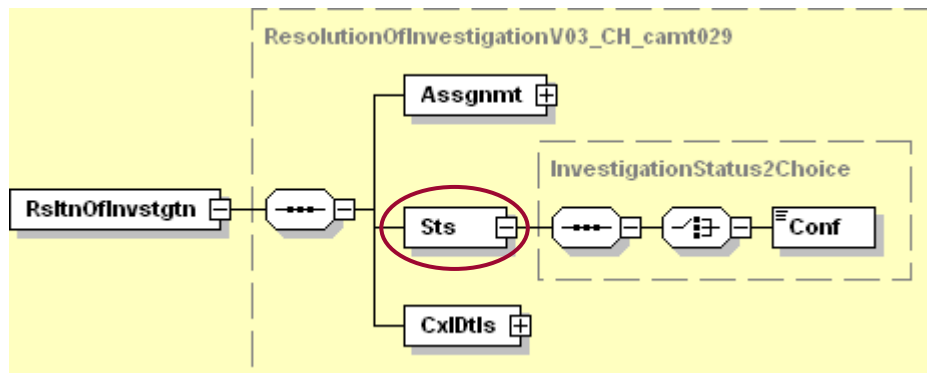 ResolutionOfInvestigationV03_CH_camt029
Assgnmt
InvestigationStatus2Choice
RsltnOfInvstgtn
Sts
Conf
CxlDtls